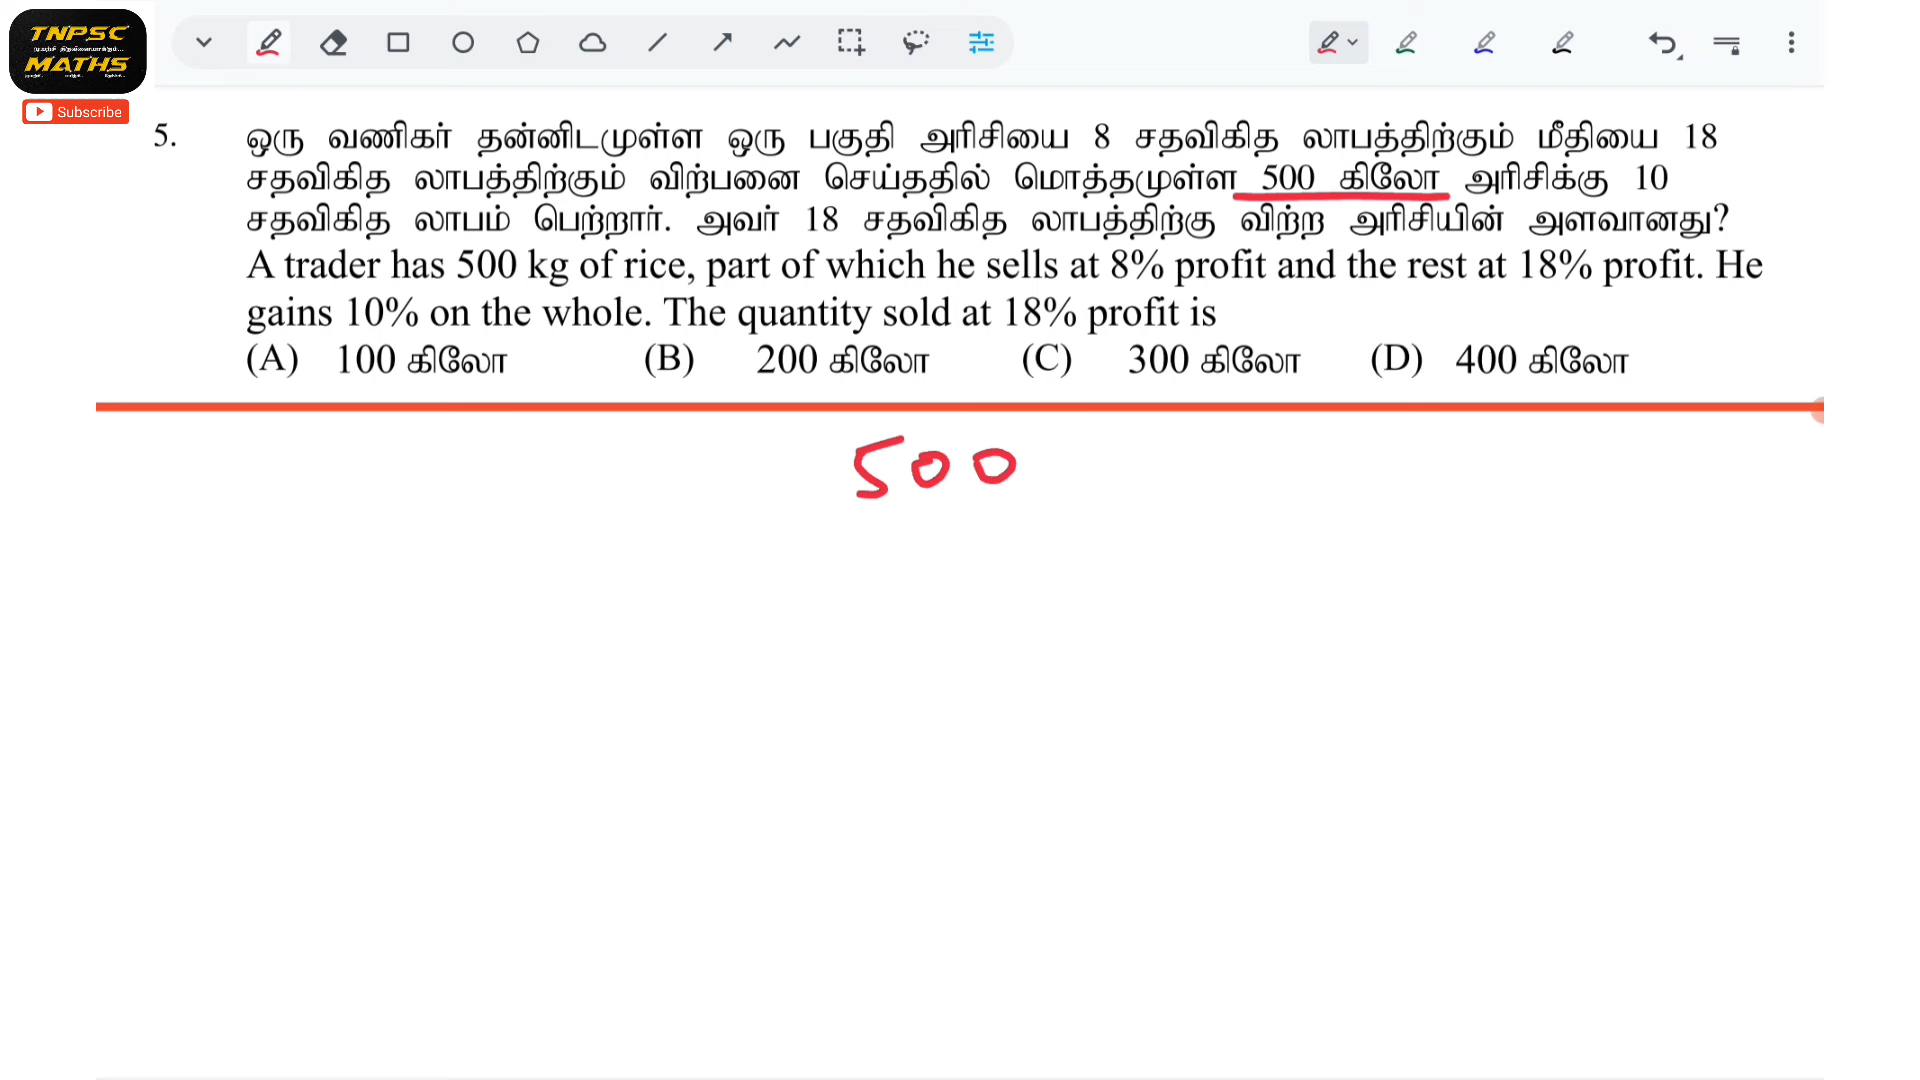 TNPSC
MATHS
Subscribe
5. ஒரு வணிகர் தன்னிடமுள்ள ஒரு பகுதி அரிசியை 8 சதவிகித லாபத்திற்கும் மீதியை 18
சதவிகித லாபத்திற்கும் விற்பனை செய்ததில் மொத்தமுள்ள 500 கிலோ அரிசிக்கு 10
சதவிகித லாபம் பெற்றார். அவர் 18 சதவிகித லாபத்திற்கு விற்ற அரிசியின் அளவானது?
A trader has 500 kg of rice, part of which he sells at 8% profit and the rest at 18% profit. He
gains 10% on the whole. The quantity sold at 18% profit is
(A) 100 கிலோ (B) 200 கிலோ (C) 300 கிலோ (D) 400 கிலோ
500